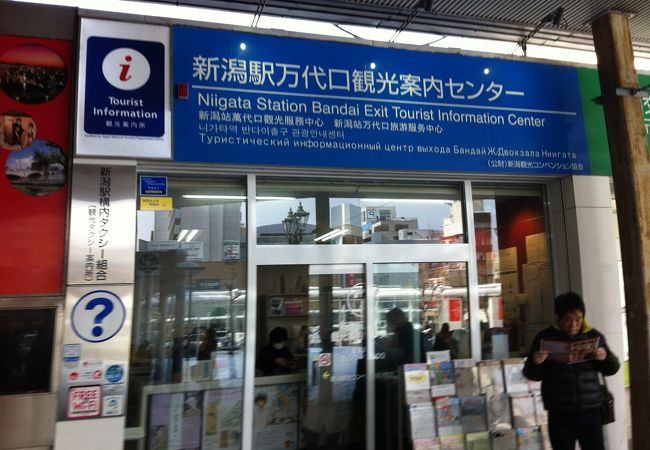 i
Tourist
Information
観光案内所
新潟駅万代口観光案内センター
Niigata Station Bandai Exit Tourist Information Center
新潟站萬代口觀光服務中心 新潟站万代口旅游服务中心
니가타역 반다이출구 관광안내센터
Туристический информационный центр выхода Бандай Ж/Двокзала Ниигата
(公財)新潟観光コンベンション協会
新潟駅構内タクシー組合
(観光タクシー案内所)
?
FREE
Wi-Fi